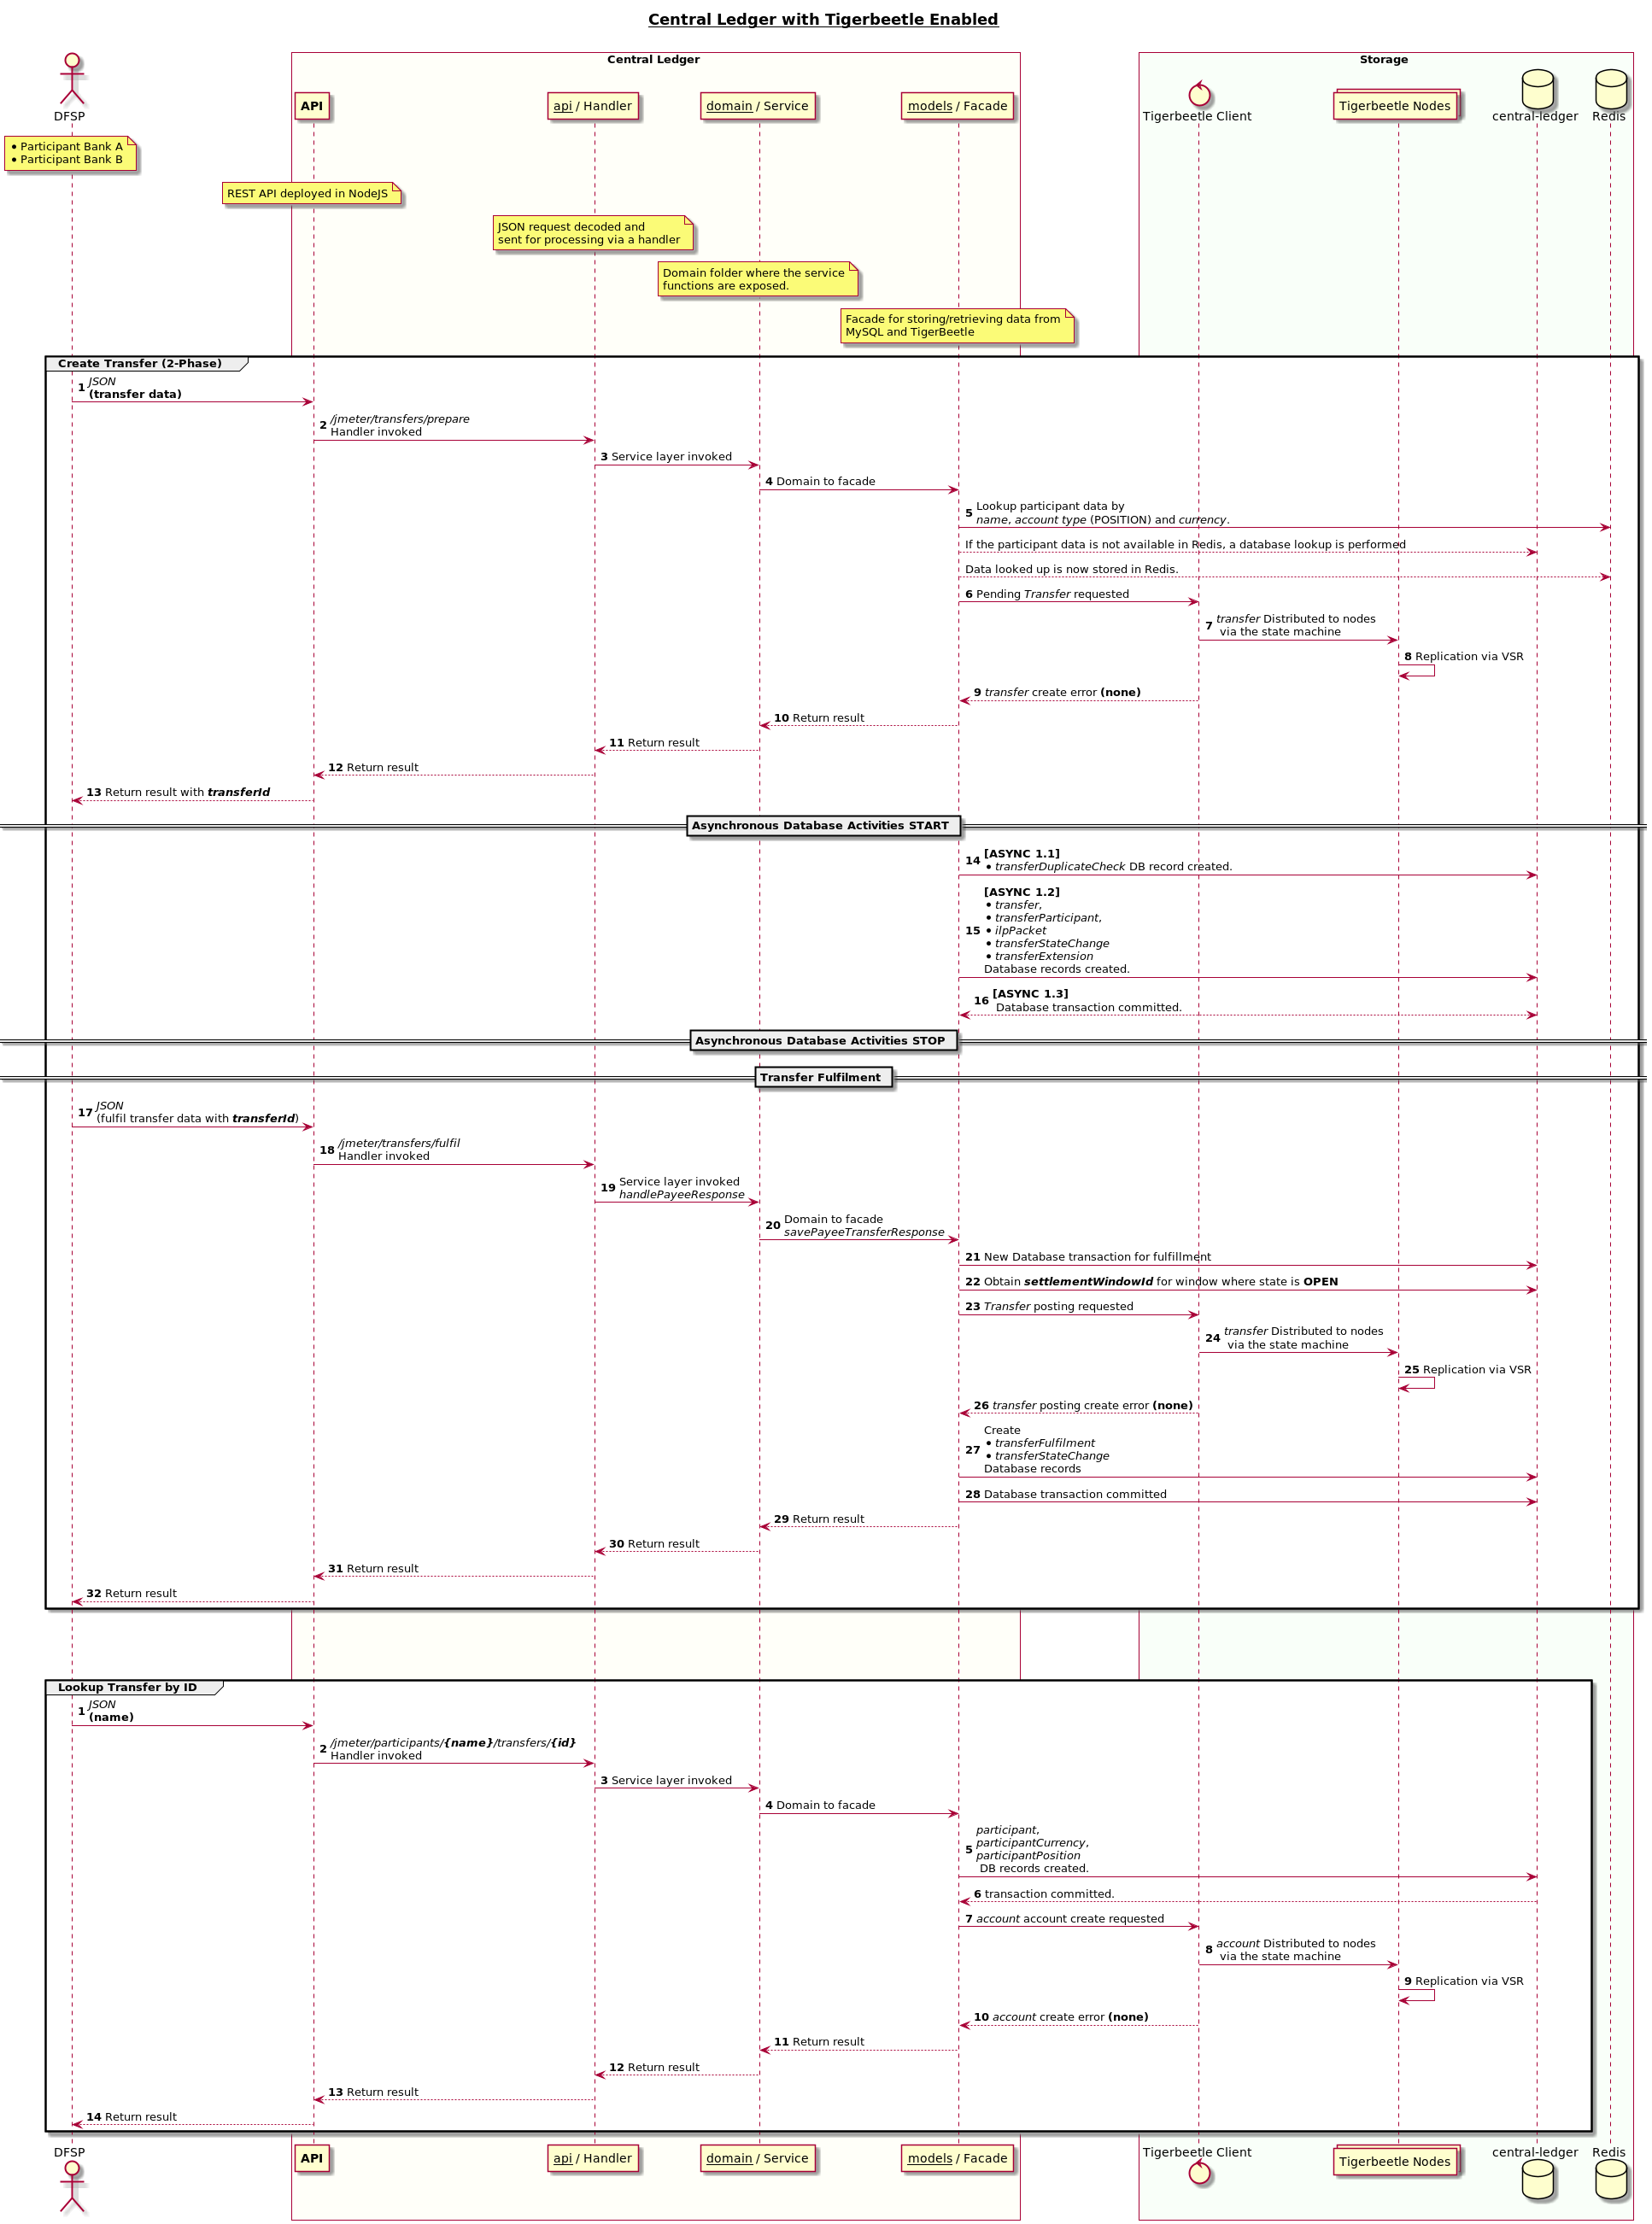 Central Ledger with Tigerbeetle Enabled
Central Ledger
Storage
DFSP
API
api / Handler
domain / Service
models / Facade
Tigerbeetle Client
Tigerbeetle Nodes
central-ledger
Redis
• Participant Bank A
• Participant Bank B
REST API deployed in NodeJS
JSON request decoded and
sent for processing via a handler
Domain folder where the service
functions are exposed.
Facade for storing/retrieving data from
MySQL and TigerBeetle
Create Transfer (2-Phase)
1 JSON
(transfer data)
2 /jmeter/transfers/prepare
Handler invoked
3 Service layer invoked
4 Domain to facade
5 Lookup participant data by
name, account type (POSITION) and currency.
If the participant data is not available in Redis, a database lookup is performed
Data looked up is now stored in Redis.
6 Pending Transfer requested
7 transfer Distributed to nodes
via the state machine
8 Replication via VSR
9 transfer create error (none)
10 Return result
11 Return result
12 Return result
13 Return result with transferId
Asynchronous Database Activities START
14 [ASYNC 1.1]
• transferDuplicateCheck DB record created.
15 [ASYNC 1.2]
• transfer,
• transferParticipant,
• ilpPacket
• transferStateChange
• transferExtension
Database records created.
16 [ASYNC 1.3]
Database transaction committed.
Asynchronous Database Activities STOP
Transfer Fulfilment
17 JSON
(fulfil transfer data with transferId)
18 /jmeter/transfers/fulfil
Handler invoked
19 Service layer invoked
handlePayeeResponse
20 Domain to facade
savePayeeTransferResponse
21 New Database transaction for fulfillment
22 Obtain settlementWindowId for window where state is OPEN
23 Transfer posting requested
24 transfer Distributed to nodes
via the state machine
25 Replication via VSR
26 transfer posting create error (none)
27 Create
• transferFulfilment
• transferStateChange
Database records
28 Database transaction committed
29 Return result
30 Return result
31 Return result
32 Return result
Lookup Transfer by ID
1 JSON
(name)
2 /jmeter/participants/{name}/transfers/{id}
Handler invoked
3 Service layer invoked
4 Domain to facade
5 participant,
participantCurrency,
participantPosition
DB records created.
6 transaction committed.
7 account account create requested
8 account Distributed to nodes
via the state machine
9 Replication via VSR
10 account create error (none)
11 Return result
12 Return result
13 Return result
14 Return result
DFSP
API
api / Handler
domain / Service
models / Facade
Tigerbeetle Client
Tigerbeetle Nodes
central-ledger
Redis